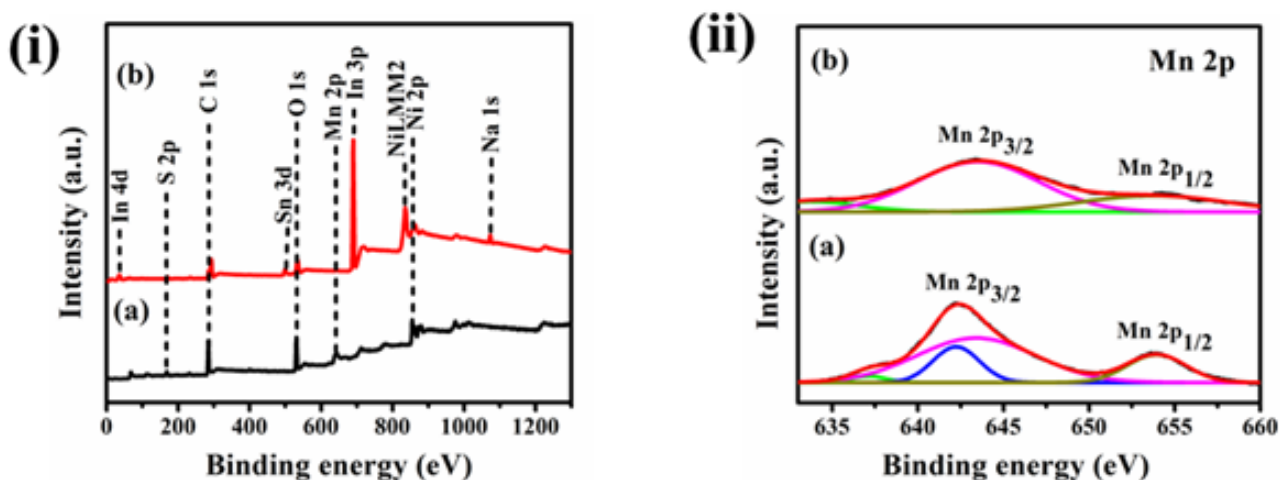 (i)
(b)
In 4d
S 2p
C 1s
Sn 3d
O 1s
Mn 2p
In 3p
NiLMM2
Ni 2p
Na 1s
(a)
Intensity (a.u.)
0 200 400 600 800 1000 1200
Binding energy (eV)
(ii)
(b)
Mn 2p
Mn 2p3/2
Mn 2p1/2
(a)
Mn 2p3/2
Mn 2p1/2
Intensity (a.u.)
635 640 645 650 655 660
Binding energy (eV)